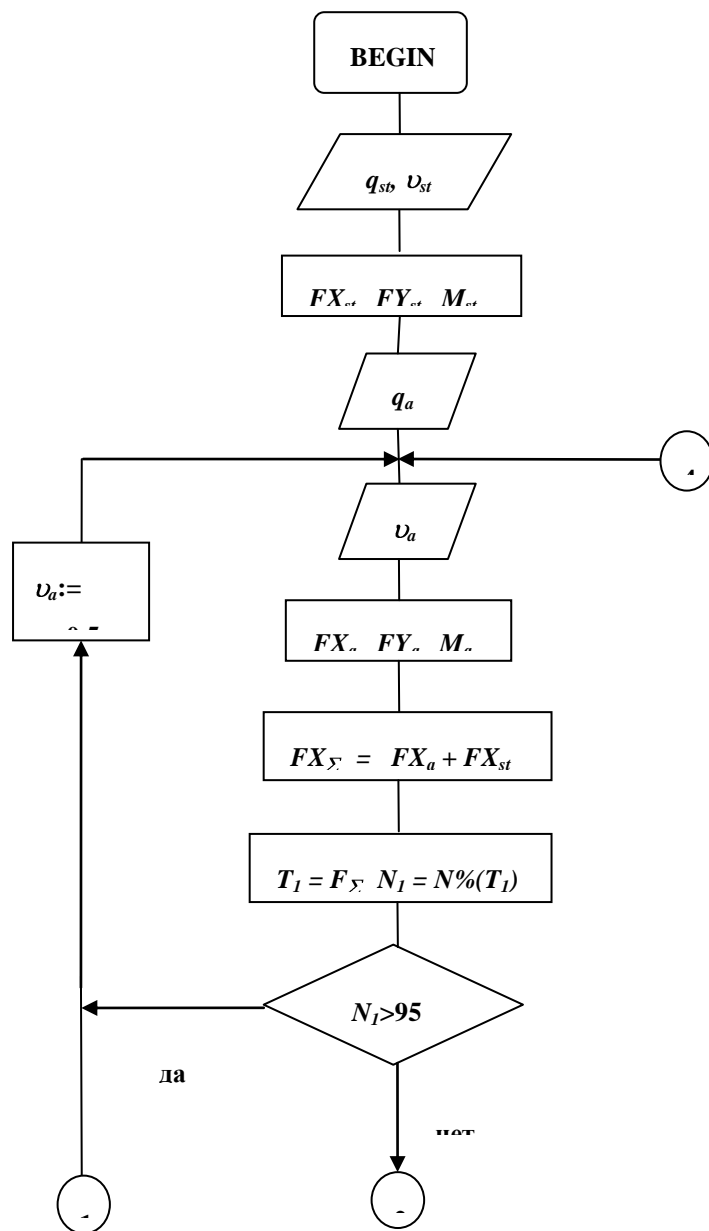 BEGIN
q_st, υ_st
FX_st FY_st M_st
q_a
υ_a
υ_a:=
FX_a FY_a M_a
FX_Σ = FX_a + FX_st
T_1 = F_Σ N_1 = N%(T_1)
N_1>95
да
нет